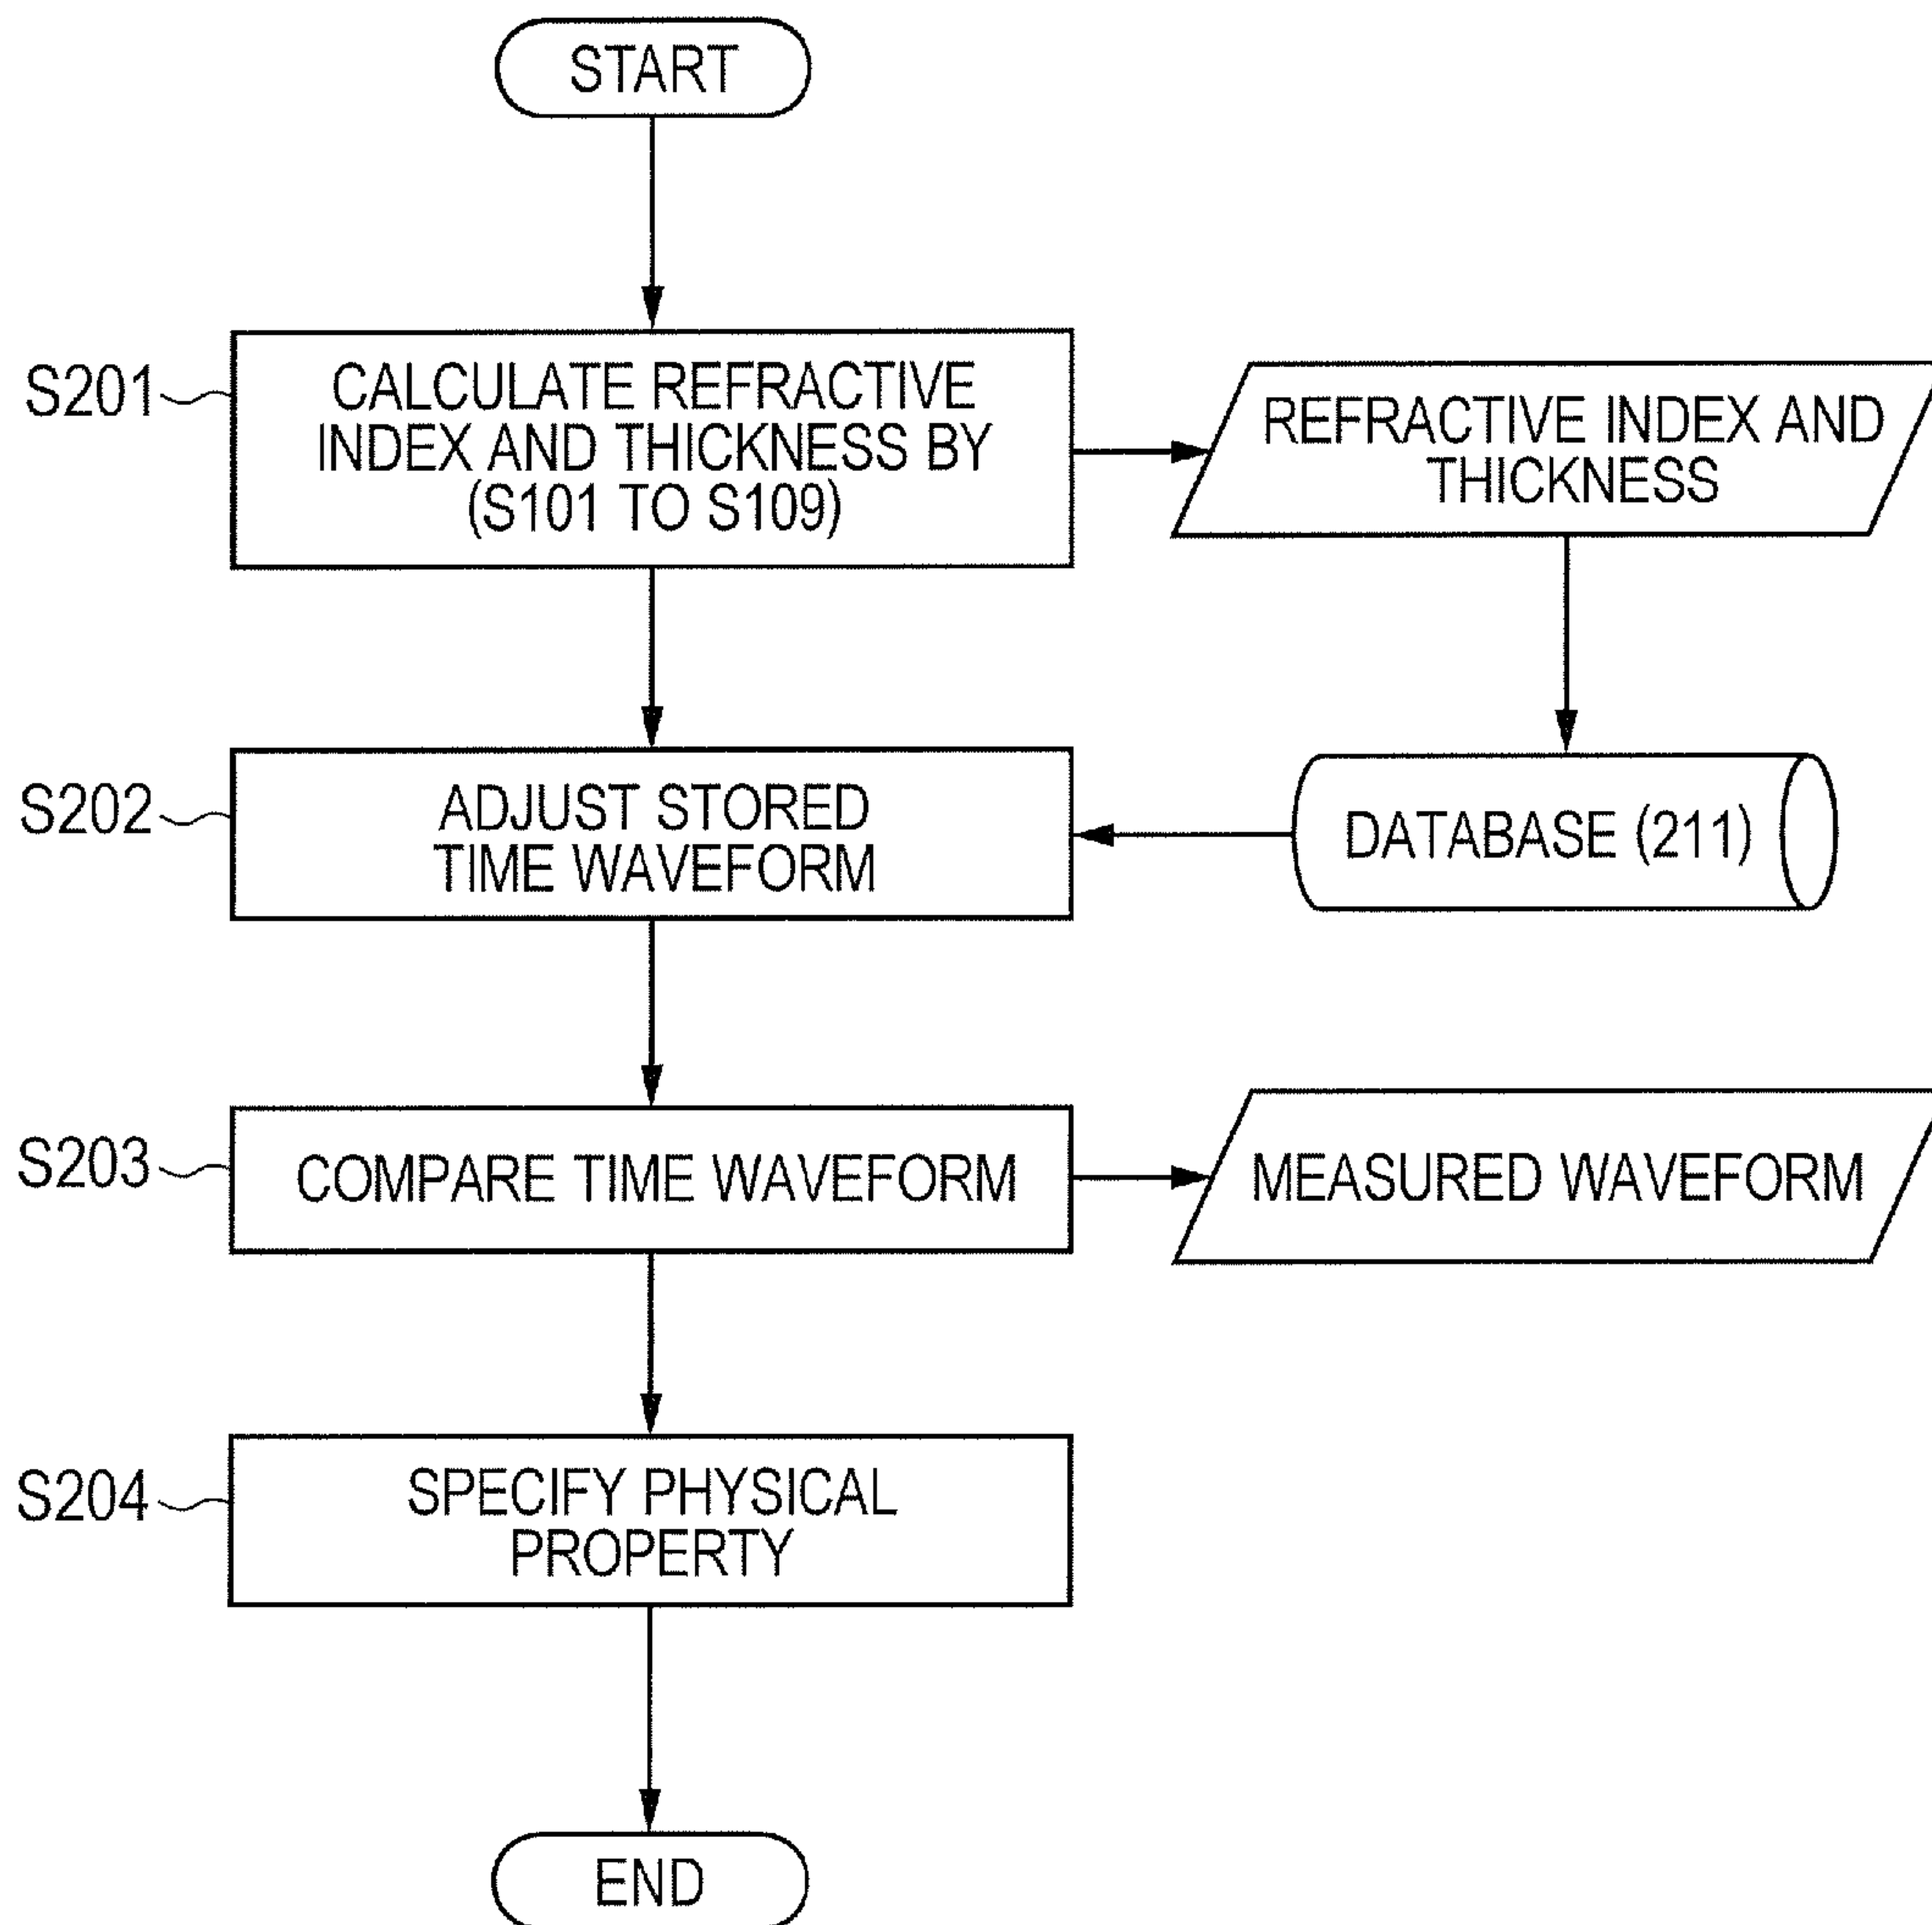 START
S201
CALCULATE REFRACTIVE
INDEX AND THICKNESS BY
(S101 TO S109)
REFRACTIVE INDEX AND
THICKNESS
S202
ADJUST STORED
TIME WAVEFORM
DATABASE (211)
S203
COMPARE TIME WAVEFORM
MEASURED WAVEFORM
S204
SPECIFY PHYSICAL
PROPERTY
END